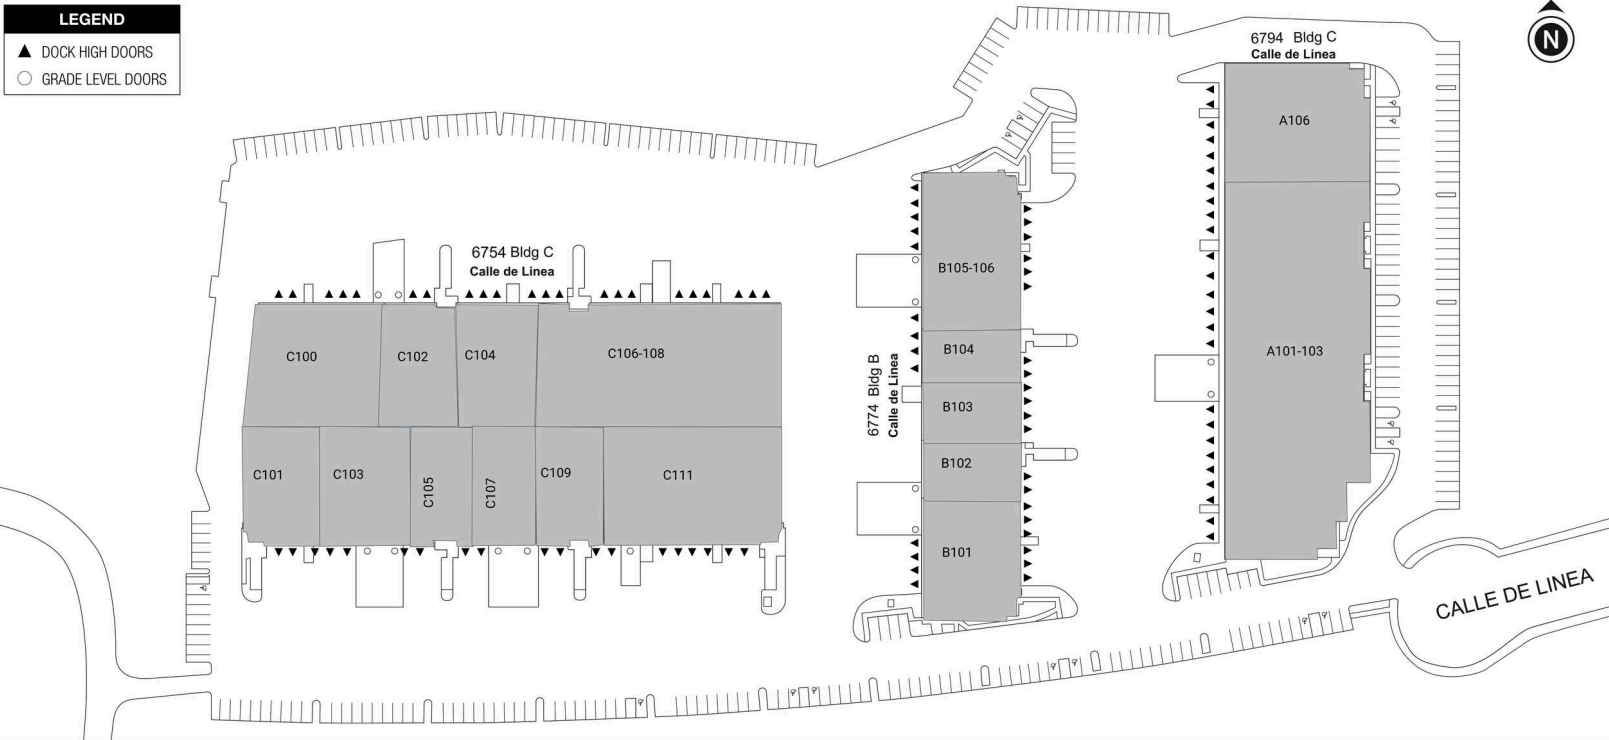 LEGEND
DOCK HIGH DOORS
GRADE LEVEL DOORS
N
6794 Bldg C
Calle de Linea
A106
A101-103
6754 Bldg C
Calle de Linea
C100
C102
C104
C106-108
C101
C103
C105
C107
C109
C111
6774 Bldg B
Calle de Linea
B105-106
B104
B103
B102
B101
CALLE DE LINEA